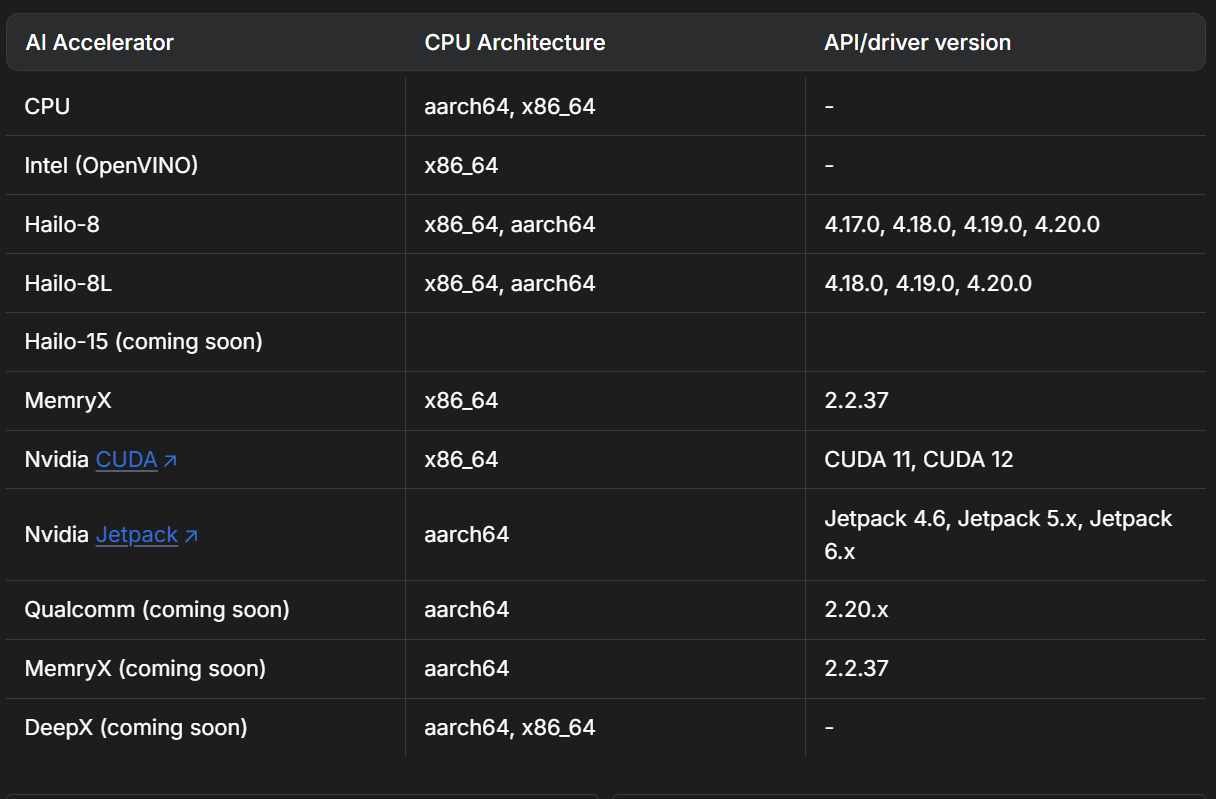 AI Accelerator CPU Architecture API/driver version
CPU aarch64, x86_64 -
Intel (OpenVINO) x86_64 -
Hailo-8 x86_64, aarch64 4.17.0, 4.18.0, 4.19.0, 4.20.0
Hailo-8L x86_64, aarch64 4.18.0, 4.19.0, 4.20.0
Hailo-15 (coming soon)
MemryX x86_64 2.2.37
Nvidia CUDA ↗ x86_64 CUDA 11, CUDA 12
Nvidia Jetpack ↗ aarch64 Jetpack 4.6, Jetpack 5.x, Jetpack
6.x
Qualcomm (coming soon) aarch64 2.20.x
MemryX (coming soon) aarch64 2.2.37
DeepX (coming soon) aarch64, x86_64 -